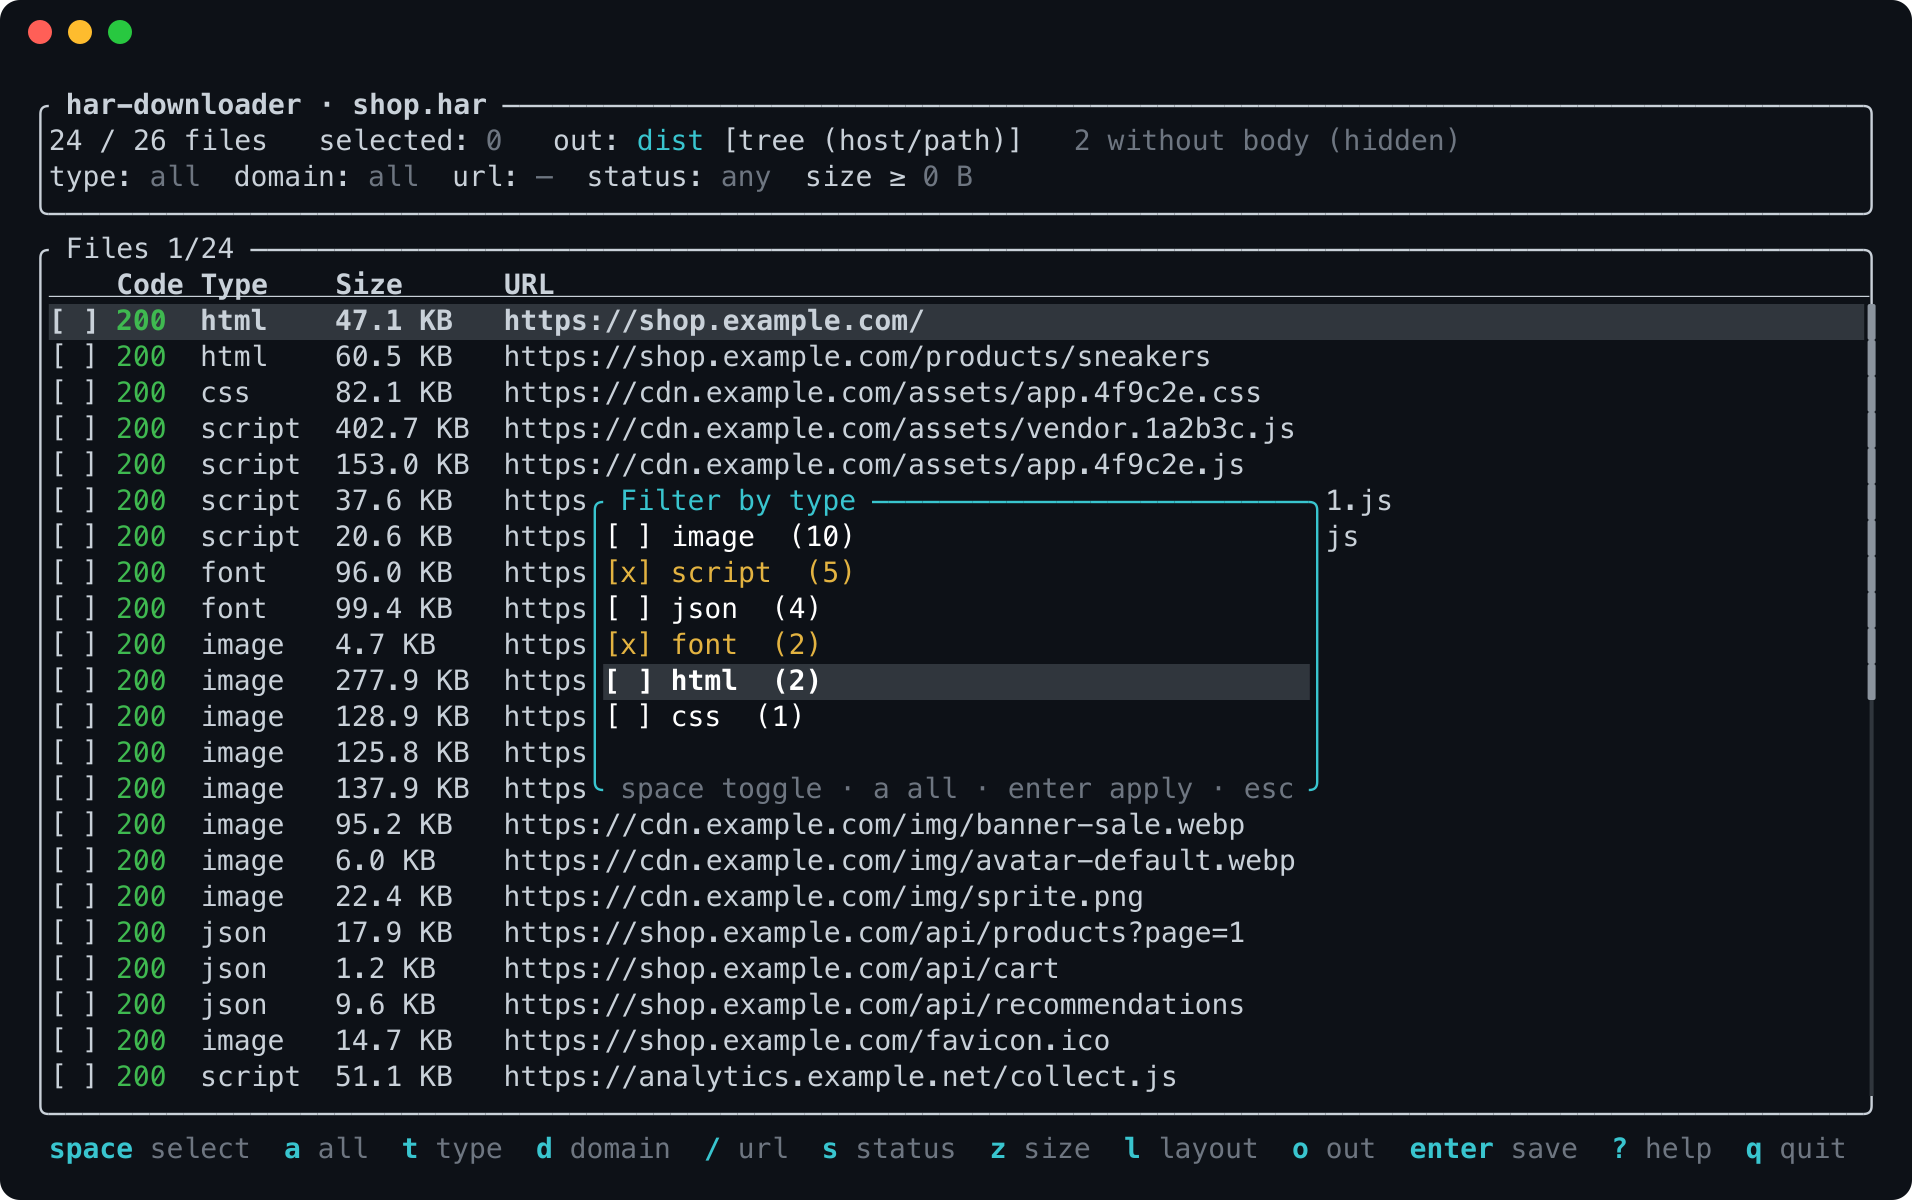 har-downloader · shop.har
24 / 26 files   selected: 0   out: dist [tree (host/path)]   2 without body (hidden)
type: all  domain: all  url: —  status: any  size ≥ 0 B
Files 1/24
Code Type    Size      URL
[ ] 200  html    47.1 KB   https://shop.example.com/
[ ] 200  html    60.5 KB   https://shop.example.com/products/sneakers
[ ] 200  css     82.1 KB   https://cdn.example.com/assets/app.4f9c2e.css
[ ] 200  script  402.7 KB  https://cdn.example.com/assets/vendor.1a2b3c.js
[ ] 200  script  153.0 KB  https://cdn.example.com/assets/app.4f9c2e.js
[ ] 200  script  37.6 KB   https Filter by type 1.js
[ ] 200  script  20.6 KB   https [ ] image  (10) js
[ ] 200  font    96.0 KB   https [x] script  (5)
[ ] 200  font    99.4 KB   https [ ] json  (4)
[ ] 200  image   4.7 KB    https [x] font  (2)
[ ] 200  image   277.9 KB  https [ ] html  (2)
[ ] 200  image   128.9 KB  https [ ] css  (1)
[ ] 200  image   125.8 KB  https
[ ] 200  image   137.9 KB  https space toggle · a all · enter apply · esc
[ ] 200  image   95.2 KB   https://cdn.example.com/img/banner-sale.webp
[ ] 200  image   6.0 KB    https://cdn.example.com/img/avatar-default.webp
[ ] 200  image   22.4 KB   https://cdn.example.com/img/sprite.png
[ ] 200  json    17.9 KB   https://shop.example.com/api/products?page=1
[ ] 200  json    1.2 KB    https://shop.example.com/api/cart
[ ] 200  json    9.6 KB    https://shop.example.com/api/recommendations
[ ] 200  image   14.7 KB   https://shop.example.com/favicon.ico
[ ] 200  script  51.1 KB   https://analytics.example.net/collect.js
space select  a all  t type  d domain  / url  s status  z size  l layout  o out  enter save  ? help  q quit